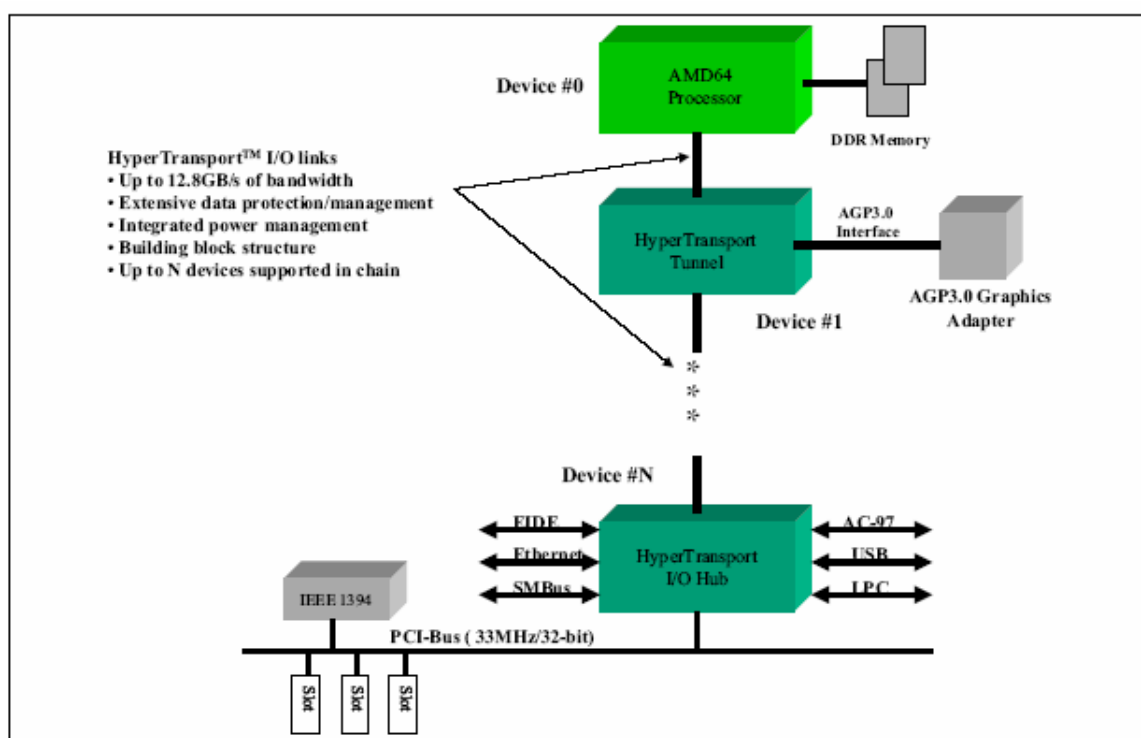 AMD64
Processor
Device #0
DDR Memory
HyperTransport™ I/O links
• Up to 12.8GB/s of bandwidth
• Extensive data protection/management
• Integrated power management
• Building block structure
• Up to N devices supported in chain
AGP3.0
Interface
HyperTransport
Tunnel
AGP3.0 Graphics
Adapter
Device #1
*
*
*
Device #N
EIDE
AC-97
Ethernet
HyperTransport
I/O Hub
USB
SMBus
LPC
IEEE 1394
PCI-Bus ( 33MHz/32-bit)
Slot
Slot
Slot